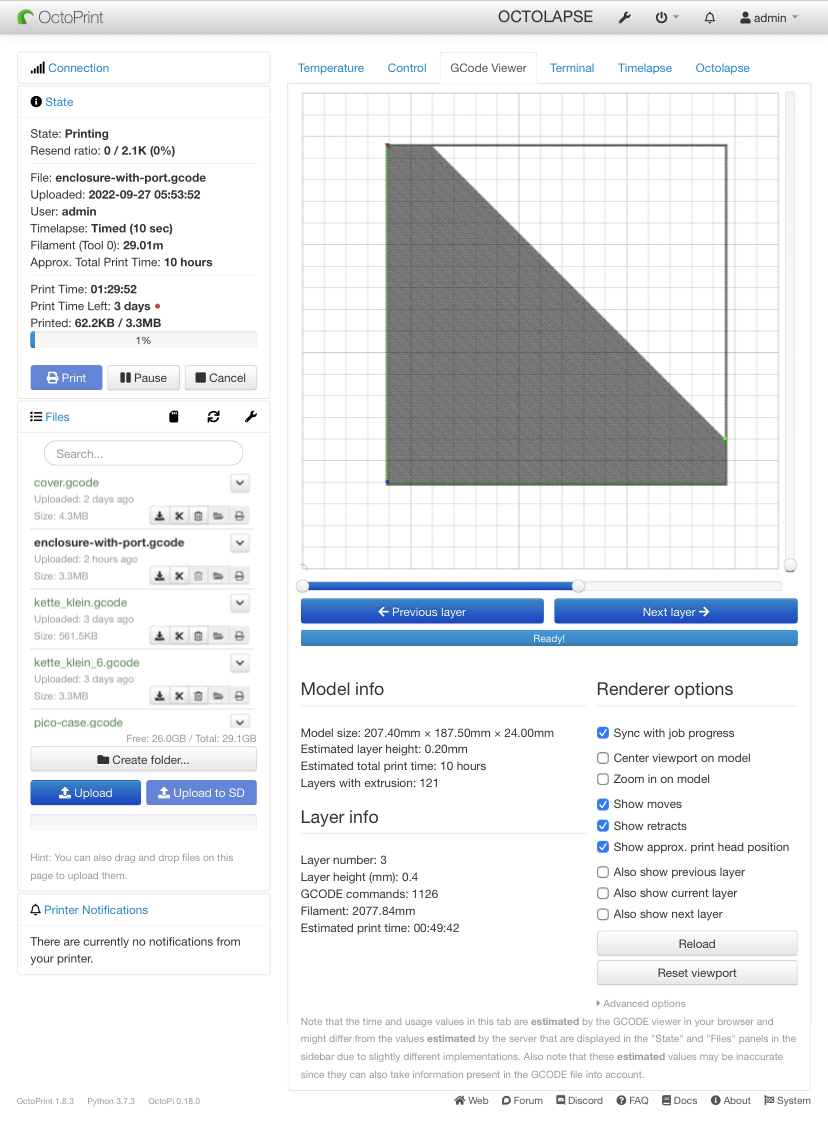 OctoPrint
OCTOLAPSE
admin
Connection
State
State: Printing
Resend ratio: 0 / 2.1K (0%)
File: enclosure-with-port.gcode
Uploaded: 2022-09-27 05:53:52
User: admin
Timelapse: Timed (10 sec)
Filament (Tool 0): 29.01m
Approx. Total Print Time: 10 hours
Print Time: 01:29:52
Print Time Left: 3 days
Printed: 62.2KB / 3.3MB
1%
Print
Pause
Cancel
Files
Search...
cover.gcode
Uploaded: 2 days ago
Size: 4.3MB
enclosure-with-port.gcode
Uploaded: 2 hours ago
Size: 3.3MB
kette_klein.gcode
Uploaded: 3 days ago
Size: 561.5KB
kette_klein_6.gcode
Uploaded: 3 days ago
Size: 3.3MB
pico-case.gcode
Free: 26.0GB / Total: 29.1GB
Create folder...
Upload
Upload to SD
Hint: You can also drag and drop files on this
page to upload them.
Printer Notifications
There are currently no notifications from
your printer.
Temperature
Control
GCode Viewer
Terminal
Timelapse
Octolapse
Previous layer
Next layer
Ready!
Model info
Model size: 207.40mm × 187.50mm × 24.00mm
Estimated layer height: 0.20mm
Estimated total print time: 10 hours
Layers with extrusion: 121
Layer info
Layer number: 3
Layer height (mm): 0.4
GCODE commands: 1126
Filament: 2077.84mm
Estimated print time: 00:49:42
Renderer options
Sync with job progress
Center viewport on model
Zoom in on model
Show moves
Show retracts
Show approx. print head position
Also show previous layer
Also show current layer
Also show next layer
Reload
Reset viewport
Advanced options
Note that the time and usage values in this tab are estimated by the GCODE viewer in your browser and
might differ from the values estimated by the server that are displayed in the "State" and "Files" panels in the
sidebar due to slightly different implementations. Also note that these estimated values may be inaccurate
since they can also take information present in the GCODE file into account.
OctoPrint 1.8.3 Python 3.7.3 OctoPi 0.18.0
Web Forum Discord FAQ Docs About System